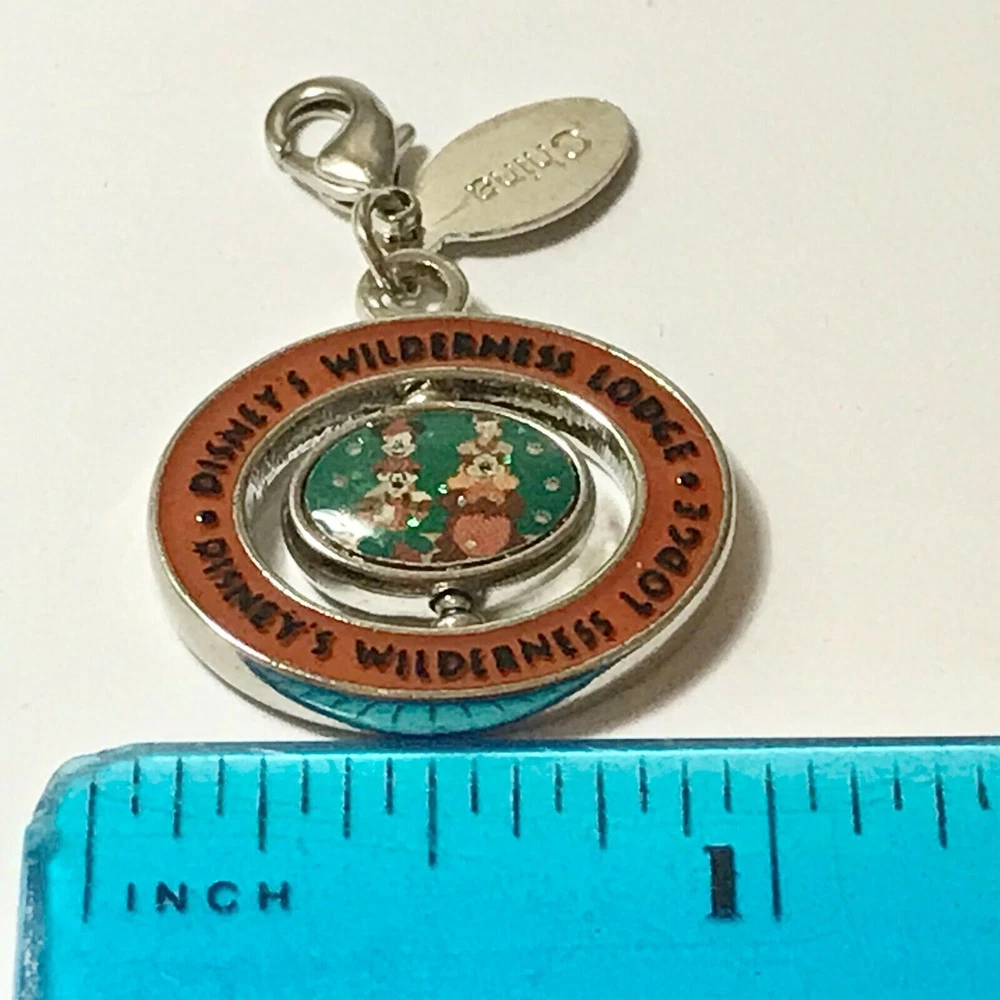 China
DISNEY'S WILDERNESS LODGE •
DISNEY'S WILDERNESS LODGE •
INCH
1